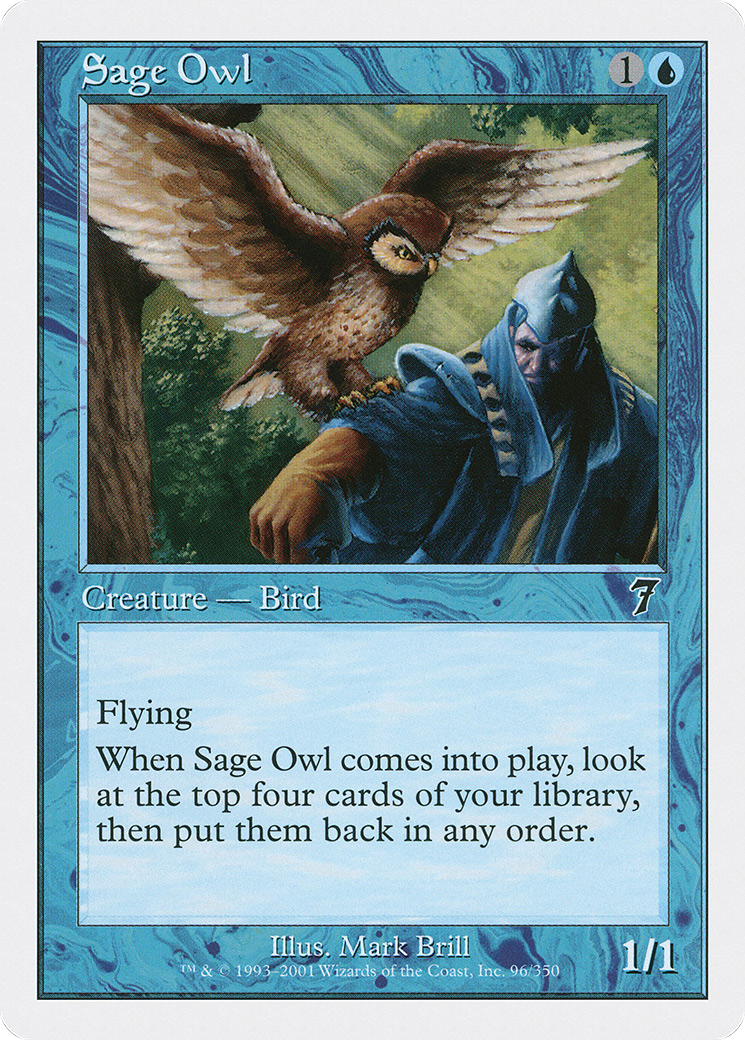 Sage Owl 1
Creature — Bird 7
Flying
When Sage Owl comes into play, look
at the top four cards of your library,
then put them back in any order.
Illus. Mark Brill
™ & © 1993–2001 Wizards of the Coast, Inc. 96/350
1/1